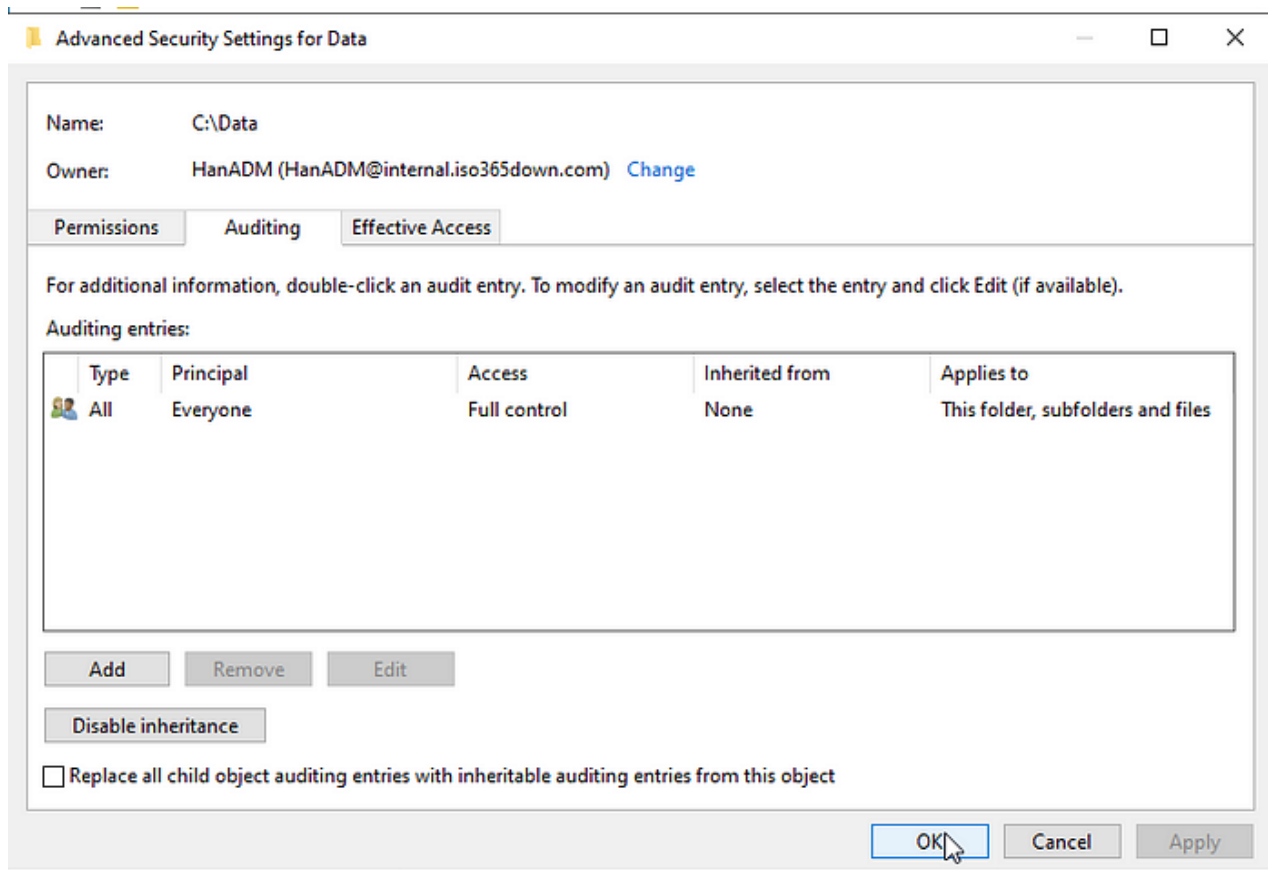 Advanced Security Settings for Data
Name: C:\Data
Owner: HanADM (HanADM@internal.iso365down.com) Change
Permissions Auditing Effective Access
For additional information, double-click an audit entry. To modify an audit entry, select the entry and click Edit (if available).
Auditing entries:
Type Principal Access Inherited from Applies to
All Everyone Full control None This folder, subfolders and files
Add Remove Edit
Disable inheritance
Replace all child object auditing entries with inheritable auditing entries from this object
OK Cancel Apply